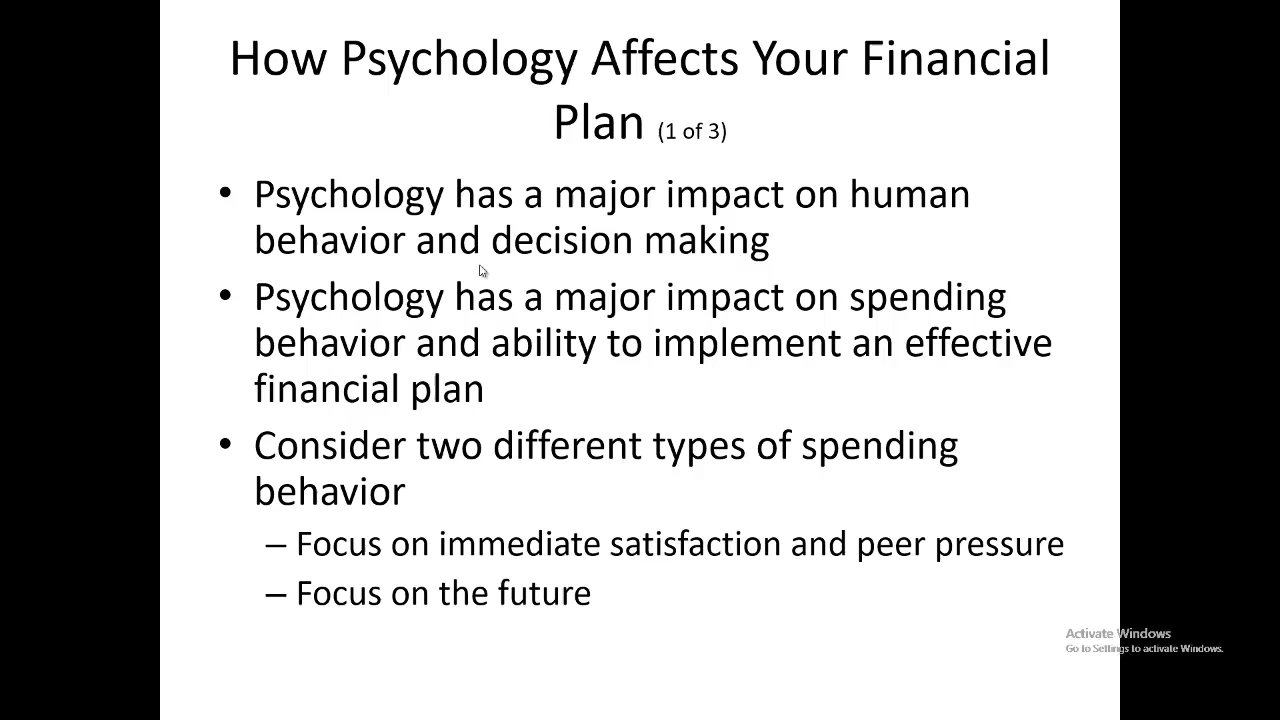 How Psychology Affects Your Financial
Plan (1 of 3)
• Psychology has a major impact on human
behavior and decision making
• Psychology has a major impact on spending
behavior and ability to implement an effective
financial plan
• Consider two different types of spending
behavior
– Focus on immediate satisfaction and peer pressure
– Focus on the future
Activate Windows
Go to Settings to activate Windows.